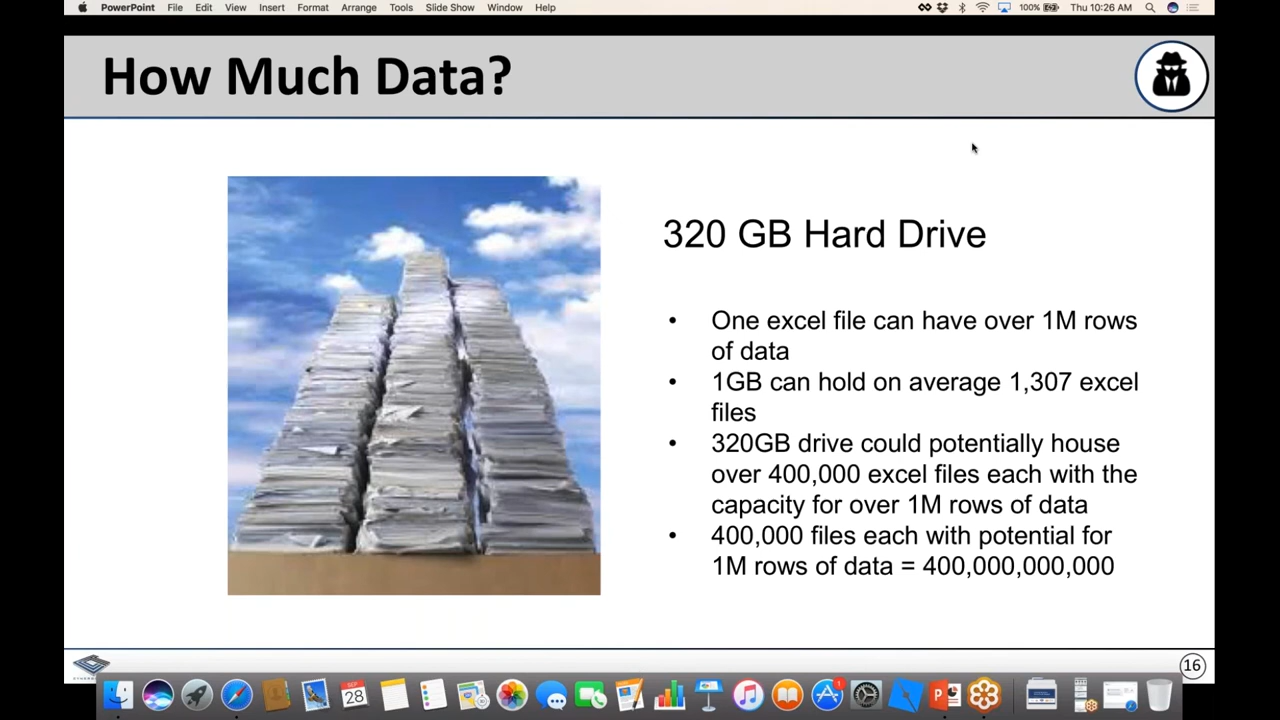 PowerPoint File Edit View Insert Format Arrange Tools Slide Show Window Help 100% Thu 10:26 AM
How Much Data?
320 GB Hard Drive
• One excel file can have over 1M rows
of data
• 1GB can hold on average 1,307 excel
files
• 320GB drive could potentially house
over 400,000 excel files each with the
capacity for over 1M rows of data
• 400,000 files each with potential for
1M rows of data = 400,000,000,000
16
SEP
28
1